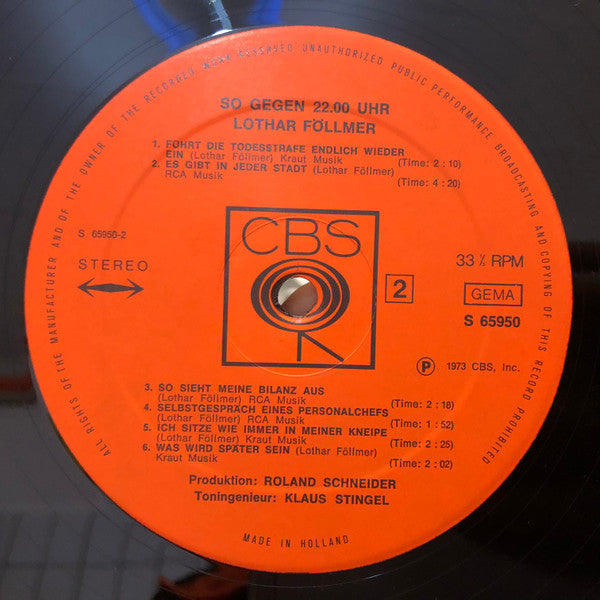 ALL RIGHTS OF THE MANUFACTURER AND OF THE OWNER OF THE RECORDED WORK RESERVED UNAUTHORIZED PUBLIC PERFORMANCE BROADCASTING AND COPYING OF THIS RECORD PROHIBITED
SO GEGEN 22.00 UHR
LOTHAR FÖLLMER
1. FÜHRT DIE TODESSTRAFE ENDLICH WIEDER
EIN (Lothar Föllmer) Kraut Musik (Time: 2 : 10)
2. ES GIBT IN JEDER STADT (Lothar Föllmer)
RCA Musik (Time: 4 : 20)
CBS
S 65950-2
STEREO
33⅓ RPM
2
GEMA
S 65950
Ⓟ 1973 CBS, Inc.
3. SO SIEHT MEINE BILANZ AUS
(Lothar Föllmer) RCA Musik (Time: 2 : 18)
4. SELBSTGESPRÄCH EINES PERSONALCHEFS
(Lothar Föllmer) RCA Musik (Time: 1 : 52)
5. ICH SITZE WIE IMMER IN MEINER KNEIPE
(Lothar Föllmer) Kraut Musik (Time: 2 : 25)
6. WAS WIRD SPÄTER SEIN (Lothar Föllmer)
Kraut Musik (Time: 2 : 02)
Produktion: ROLAND SCHNEIDER
Toningenieur: KLAUS STINGEL
MADE IN HOLLAND